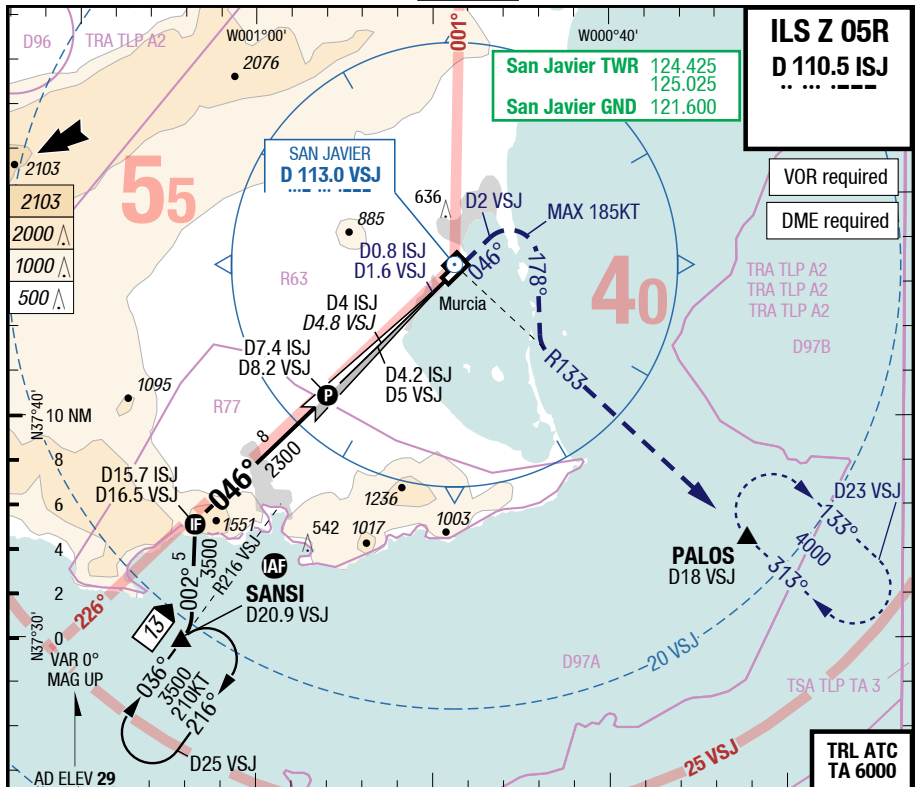 D96
TRA TLP A2
W001°00'
001°
W000°40'
ILS Z 05R
D 110.5 ISJ
2076
San Javier TWR 124.425
125.025
San Javier GND 121.600
2103
55
SAN JAVIER
D 113.0 VSJ
VOR required
DME required
2103
2000
1000
500
636
D2 VSJ
MAX 185KT
885
D0.8 ISJ
D1.6 VSJ
046°
178°
40
R63
Murcia
TRA TLP A2
TRA TLP A2
TRA TLP A2
D97B
D4 ISJ
D4.8 VSJ
D7.4 ISJ
D8.2 VSJ
P
D4.2 ISJ
D5 VSJ
R133
1095
R77
N37°40'
10 NM
8
6
4
2
0
8
2300
-046°
D15.7 ISJ
D16.5 VSJ
IF
1551
1236
542
1017
1003
D23 VSJ
133°
4000
313°
PALOS
D18 VSJ
5
3500
002°
R216 VSJ
IAF
SANSI
D20.9 VSJ
226°
13
N37°30'
VAR 0°
MAG UP
036°
3500
210KT
216°
D25 VSJ
20 VSJ
D97A
TSA TLP TA 3
25 VSJ
AD ELEV 29
TRL ATC
TA 6000